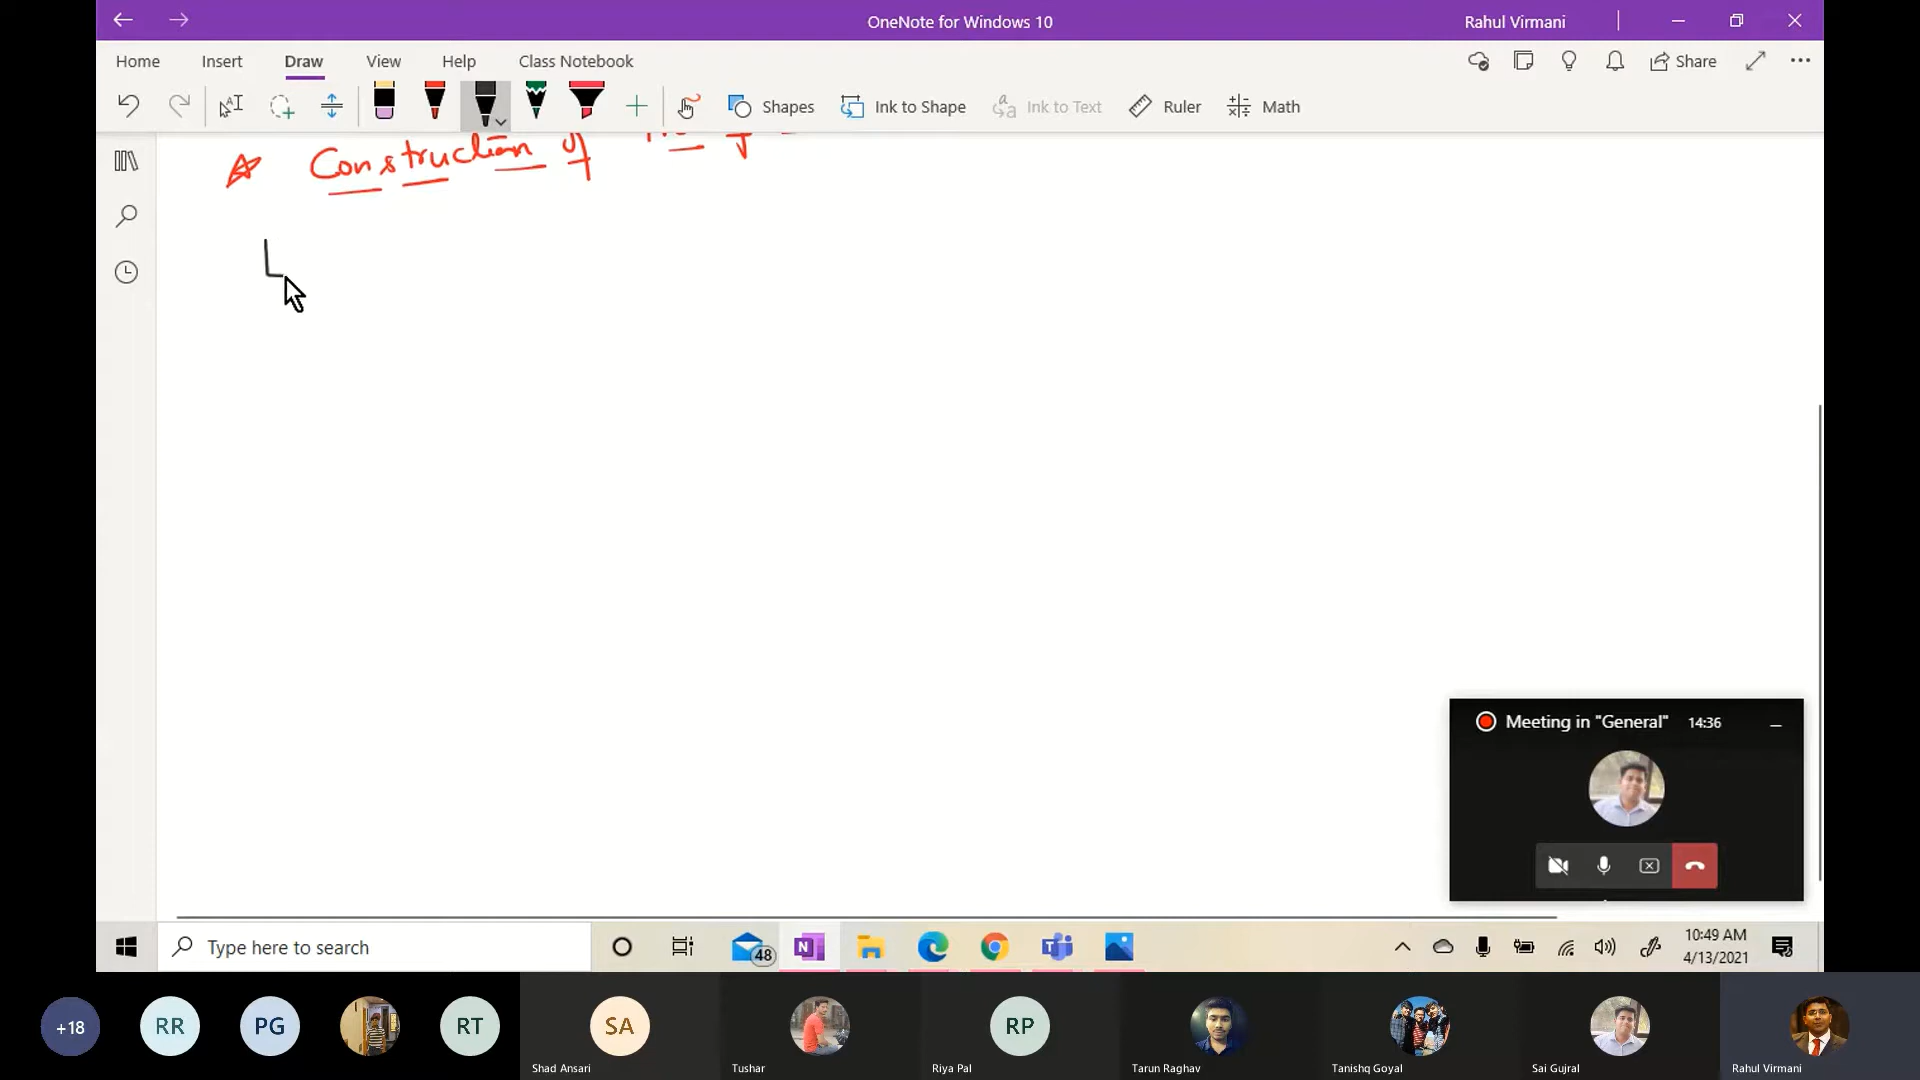 OneNote for Windows 10
Rahul Virmani
Home Insert Draw View Help Class Notebook
Share
Shapes Ink to Shape Ink to Text Ruler Math
Construction of
Meeting in "General" 14:36
Type here to search
48
10:49 AM
4/13/2021
+18 RR PG RT SA RP
Shad Ansari Tushar Riya Pal Tarun Raghav Tanishq Goyal Sai Gujral Rahul Virmani